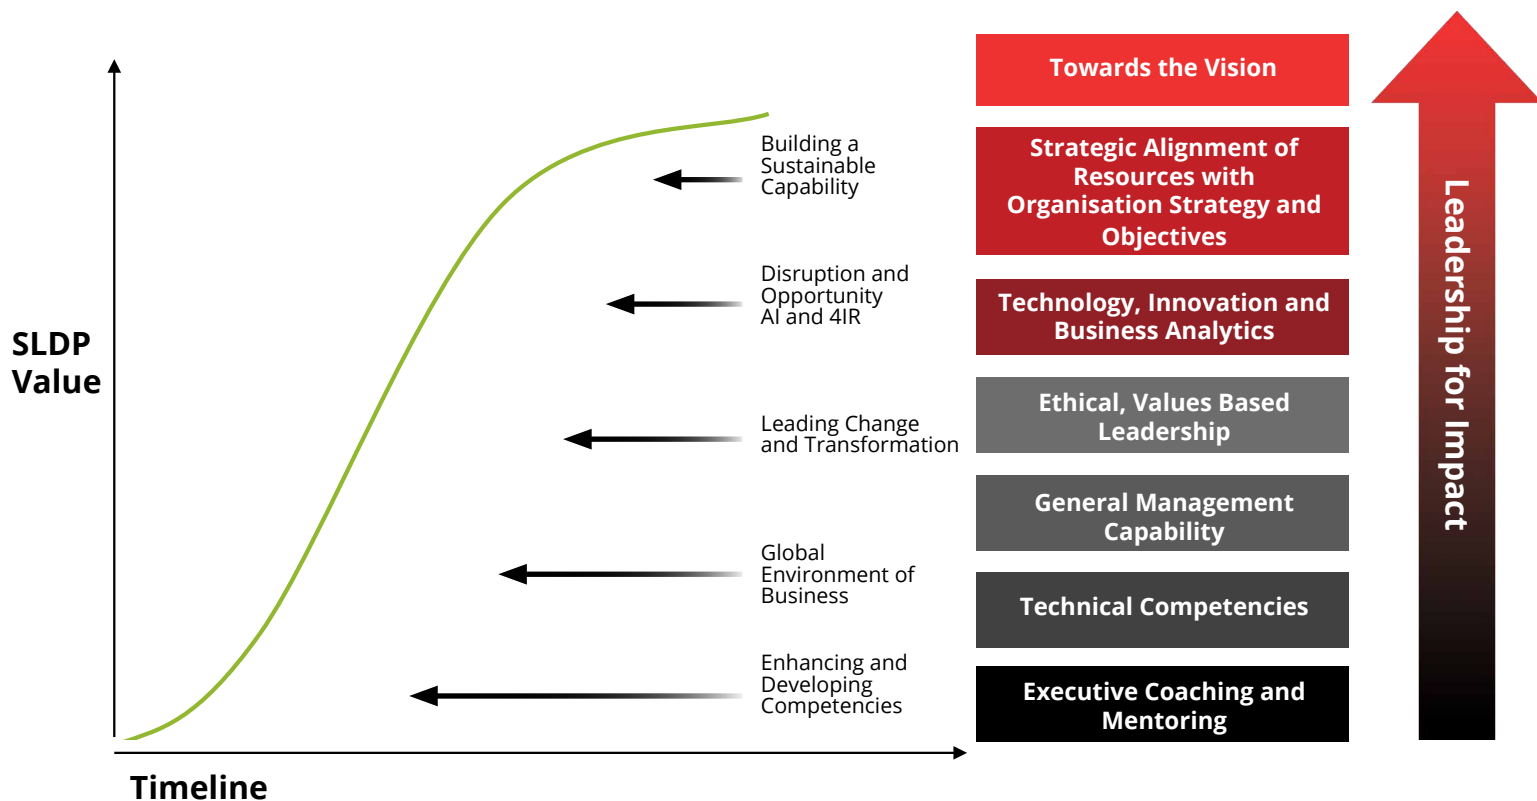 SLDP
Value
Timeline
Building a
Sustainable
Capability
Disruption and
Opportunity
AI and 4IR
Leading Change
and Transformation
Global
Environment of
Business
Enhancing and
Developing
Competencies
Towards the Vision
Strategic Alignment of
Resources with
Organisation Strategy and
Objectives
Technology, Innovation and
Business Analytics
Ethical, Values Based
Leadership
General Management
Capability
Technical Competencies
Executive Coaching and
Mentoring
Leadership for Impact